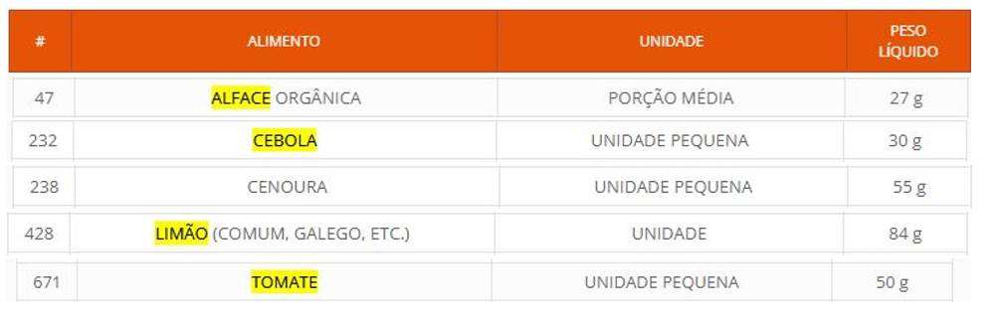 # ALIMENTO UNIDADE PESO LÍQUIDO
47 ALFACE ORGÂNICA PORÇÃO MÉDIA 27 g
232 CEBOLA UNIDADE PEQUENA 30 g
238 CENOURA UNIDADE PEQUENA 55 g
428 LIMÃO (COMUM, GALEGO, ETC.) UNIDADE 84 g
671 TOMATE UNIDADE PEQUENA 50 g